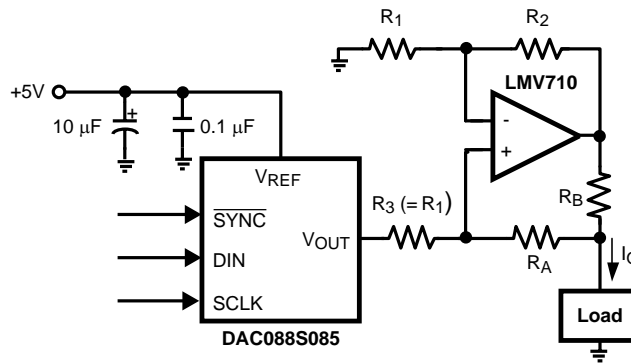 R1
R2
LMV710
+5V
+
10 µF
0.1 µF
-
+
VREF
RB
SYNC
R3 (= R1)
VOUT
DIN
RA
SCLK
Load
DAC088S085